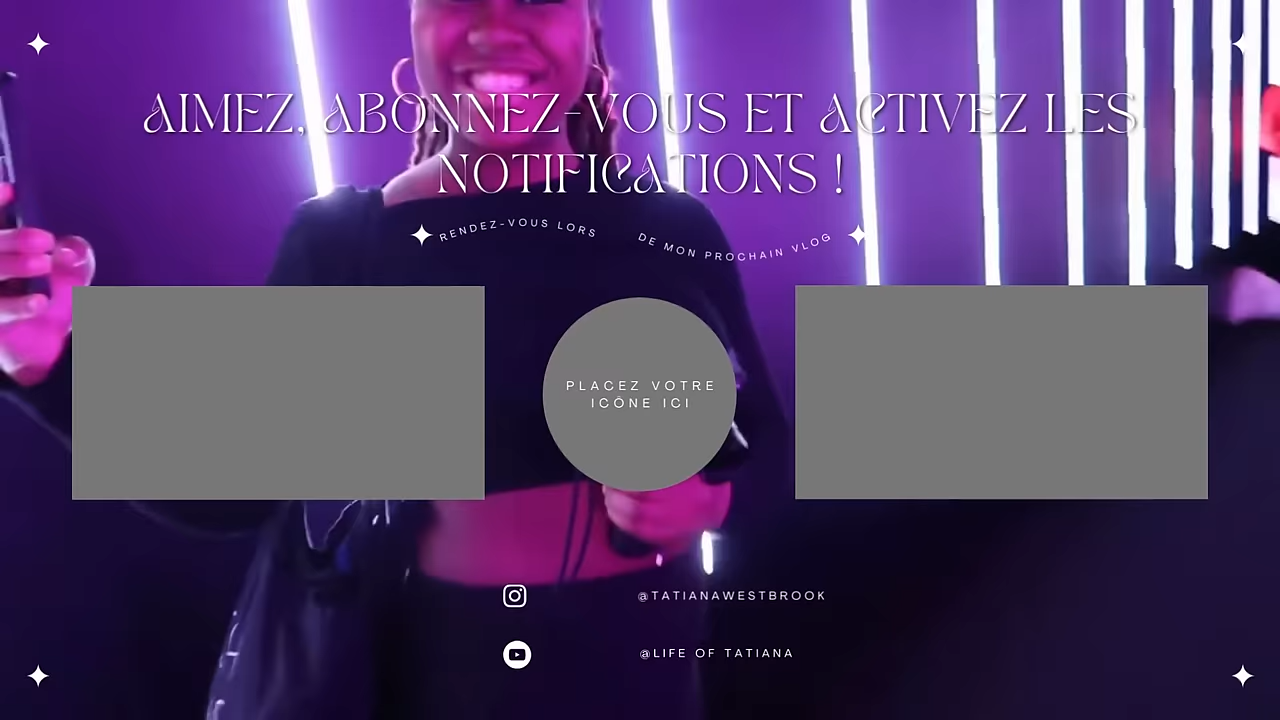 AIMEZ, ABONNEZ-VOUS ET ACTIVEZ LES
NOTIFICATIONS !
RENDEZ-VOUS LORS DE MON PROCHAIN VLOG
PLACEZ VOTRE
ICÔNE ICI
@TATIANAWESTBROOK
@LIFE OF TATIANA